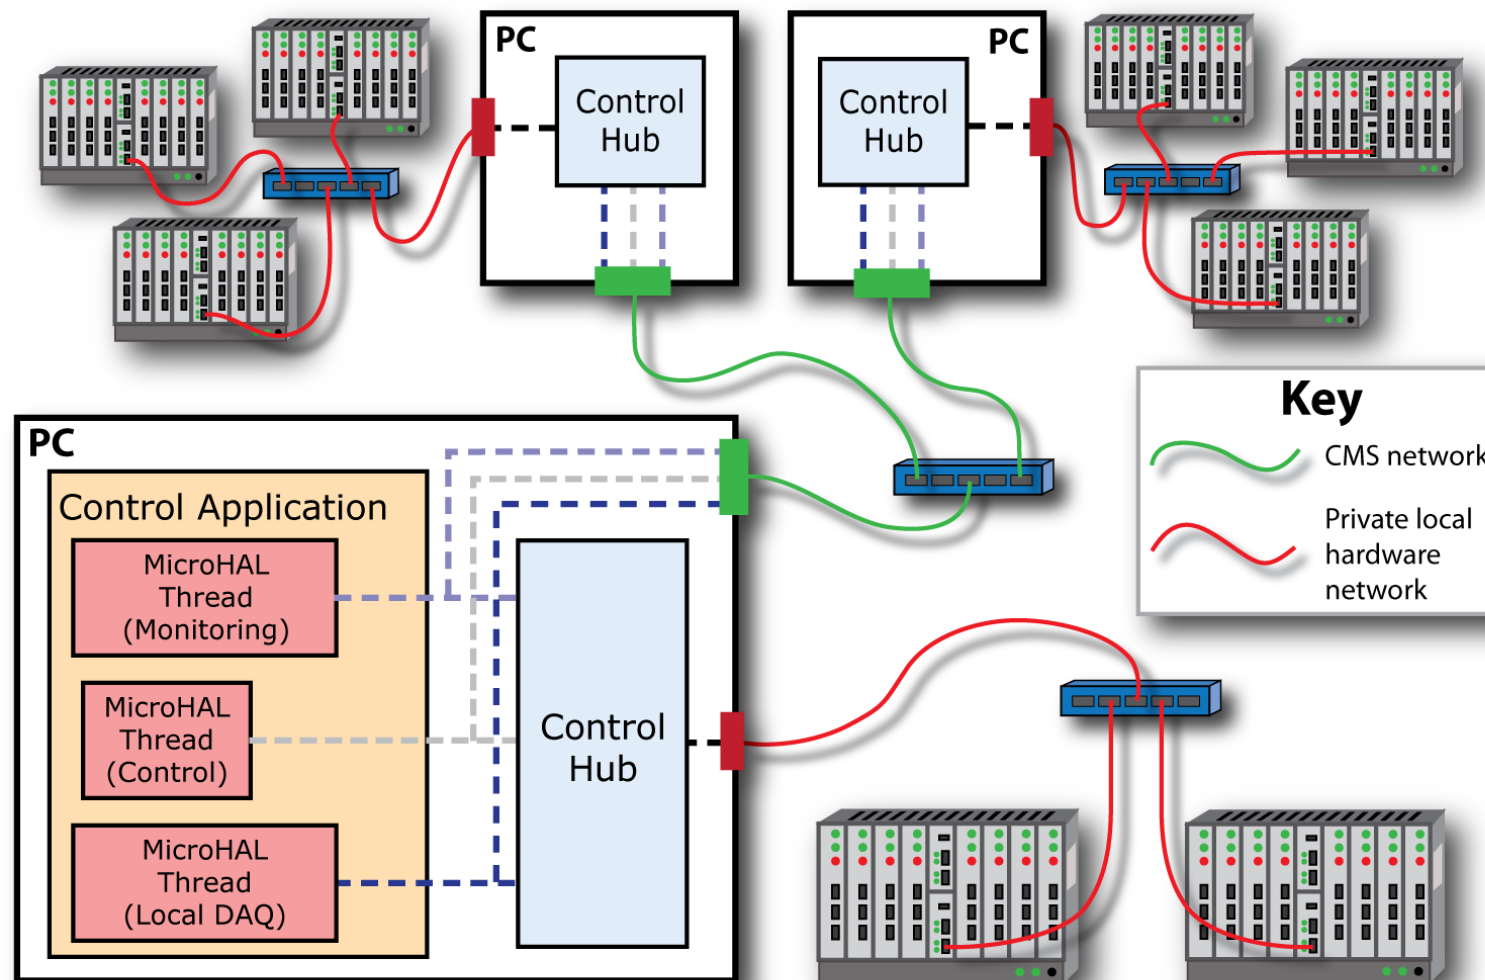 PC
Control
Hub
PC
Control
Hub
Key
CMS network
Private local
hardware
network
PC
Control Application
MicroHAL
Thread
(Monitoring)
MicroHAL
Thread
(Control)
MicroHAL
Thread
(Local DAQ)
Control
Hub